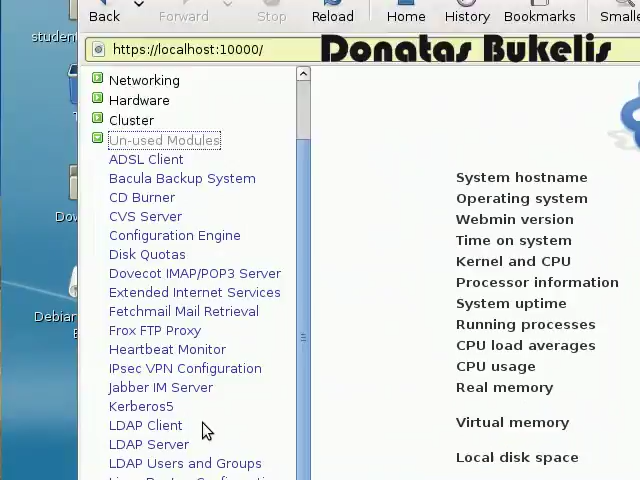 Back
Forward
Stop
Reload
Home
History
Bookmarks
Smalle
studen
https://localhost:10000/
Donatas Bukelis
Networking
Hardware
Cluster
Un-used Modules
ADSL Client
Bacula Backup System
CD Burner
CVS Server
Configuration Engine
Disk Quotas
Dovecot IMAP/POP3 Server
Extended Internet Services
Fetchmail Mail Retrieval
Frox FTP Proxy
Heartbeat Monitor
IPsec VPN Configuration
Jabber IM Server
Kerberos5
LDAP Client
LDAP Server
LDAP Users and Groups
Dow
Debian
System hostname
Operating system
Webmin version
Time on system
Kernel and CPU
Processor information
System uptime
Running processes
CPU load averages
CPU usage
Real memory
Virtual memory
Local disk space